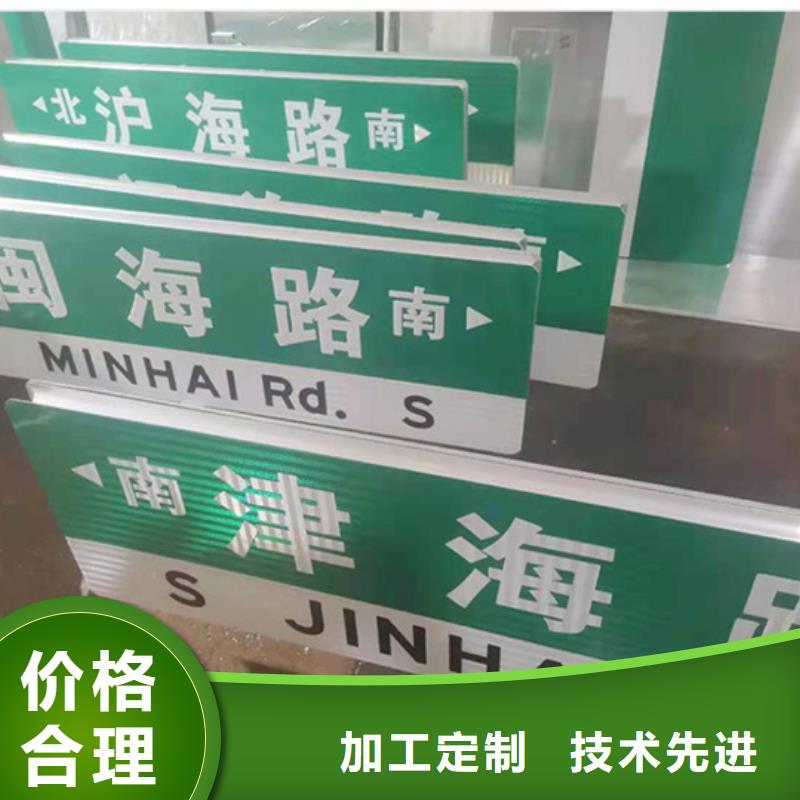 ◄北 沪海路 南►
闽海路 南►
MINHAI Rd. S
◄南 津海
S JINH
价格
合理
加工定制 技术先进